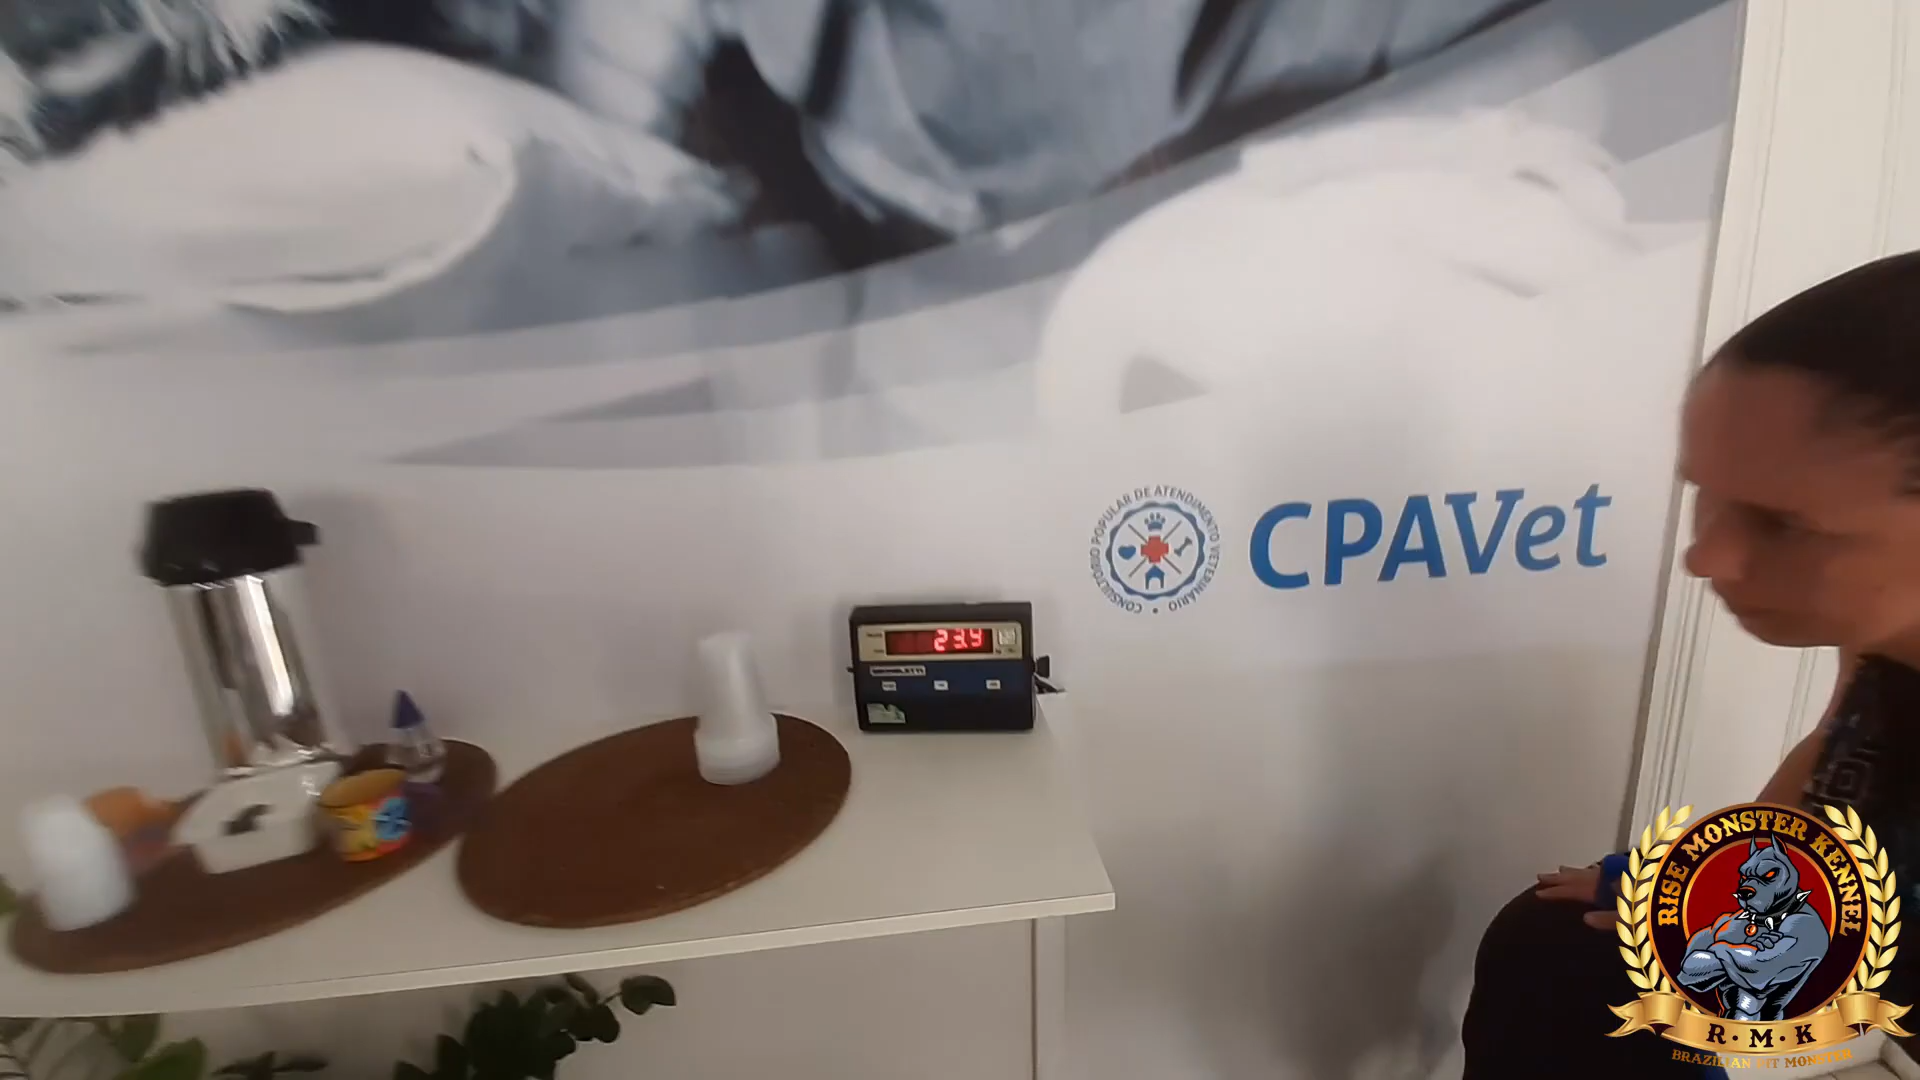 CONSULTÓRIO POPULAR DE ATENDIMENTO VETERINÁRIO
CPAVet
23.4
RISE MONSTER KENNEL
R·M·K
BRAZILIAN PIT MONSTER